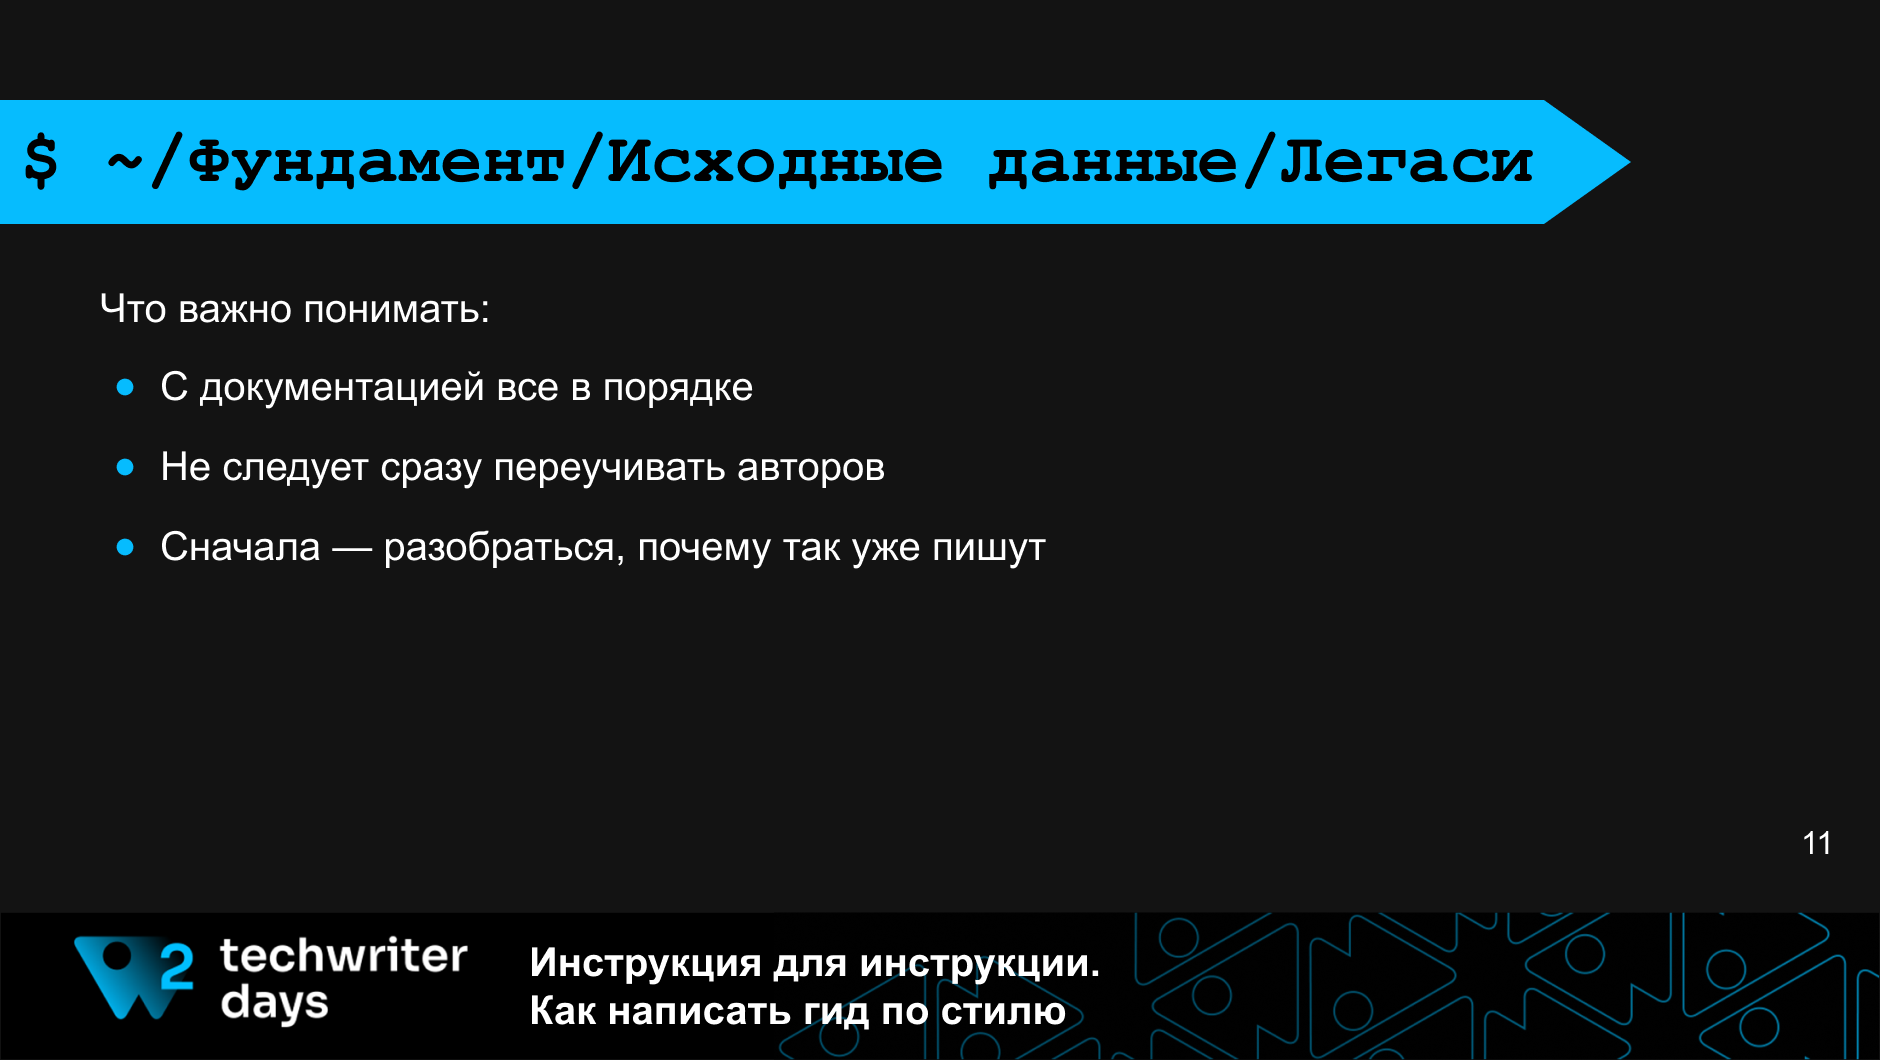 $ ~/Фундамент/Исходные данные/Легаси
Что важно понимать:
С документацией все в порядке
Не следует сразу переучивать авторов
Сначала — разобраться, почему так уже пишут
11
2
techwriter
days
Инструкция для инструкции.
Как написать гид по стилю